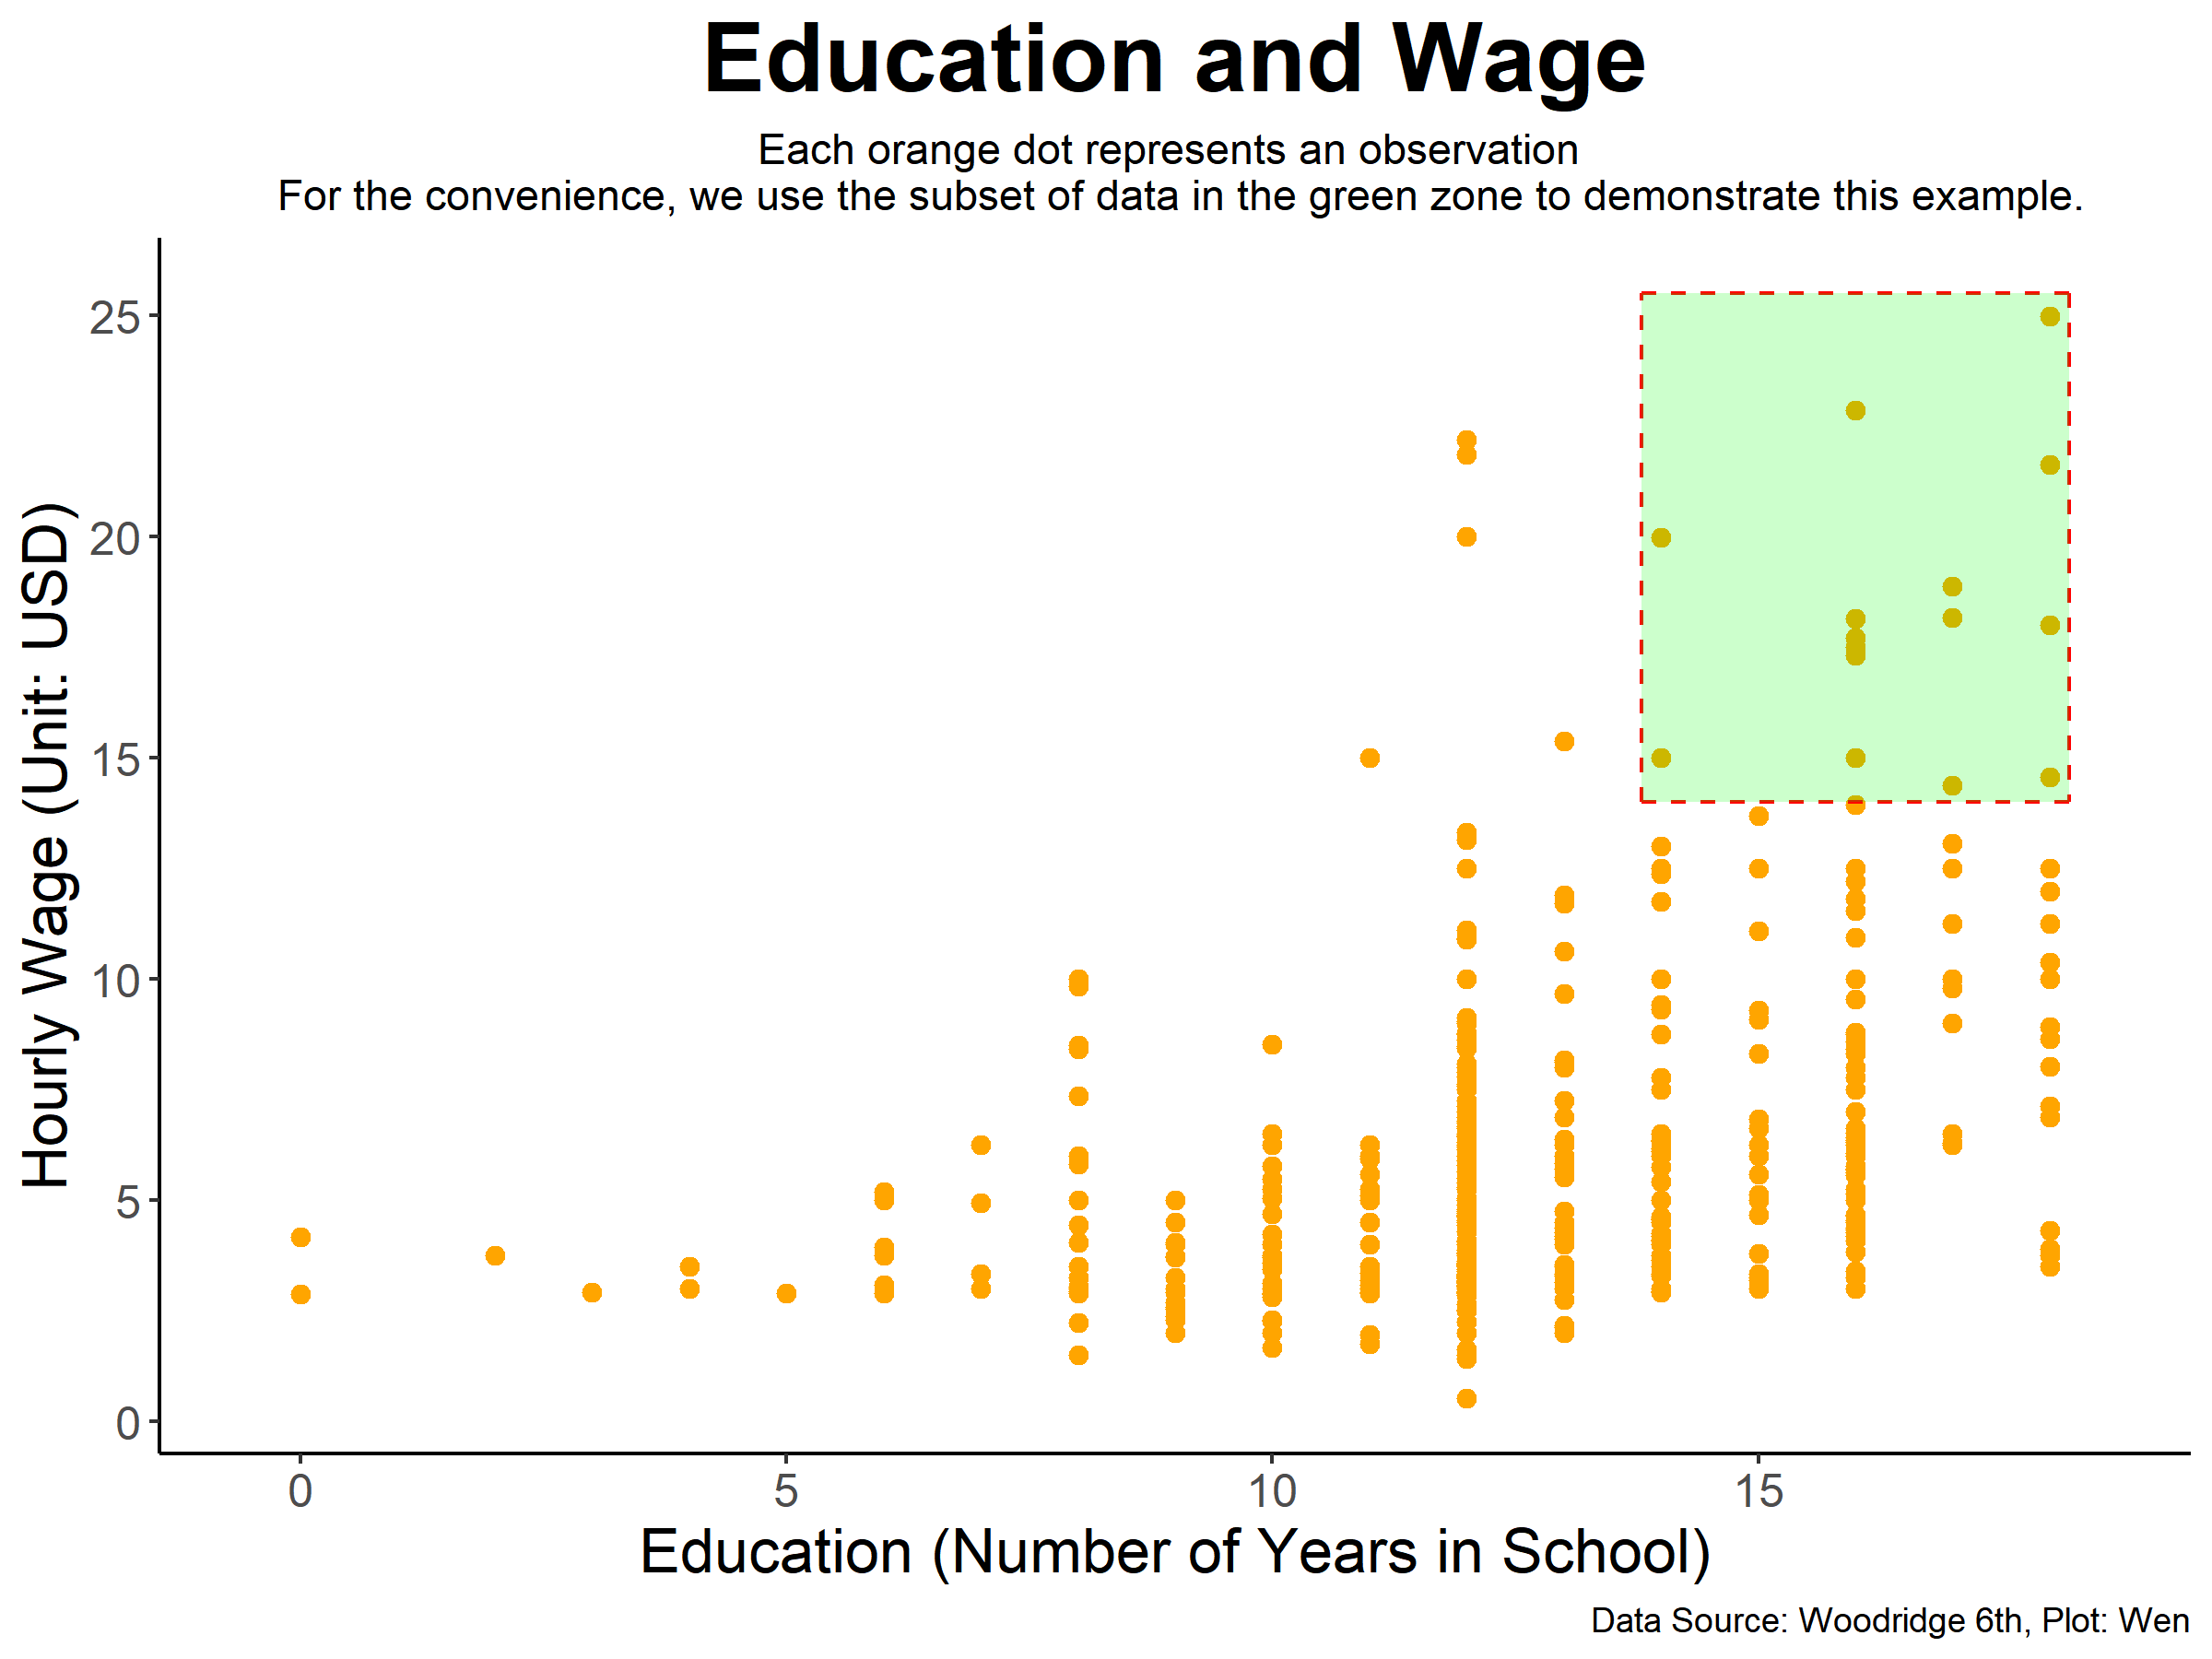 Education and Wage
Each orange dot represents an observation
For the convenience, we use the subset of data in the green zone to demonstrate this example.
Hourly Wage (Unit: USD)
25
20
15
10
5
0
0 5 10 15
Education (Number of Years in School)
Data Source: Woodridge 6th, Plot: Wen